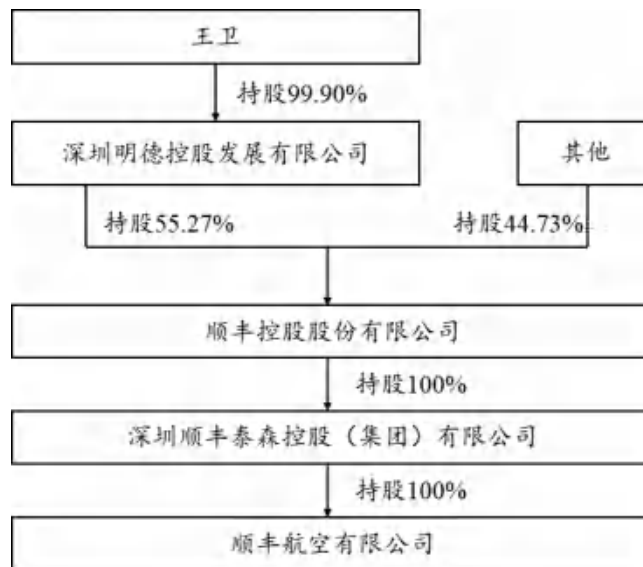 王卫
持股99.90%
深圳明德控股发展有限公司
其他
持股55.27%
持股44.73%
顺丰控股股份有限公司
持股100%
深圳顺丰泰森控股（集团）有限公司
持股100%
顺丰航空有限公司